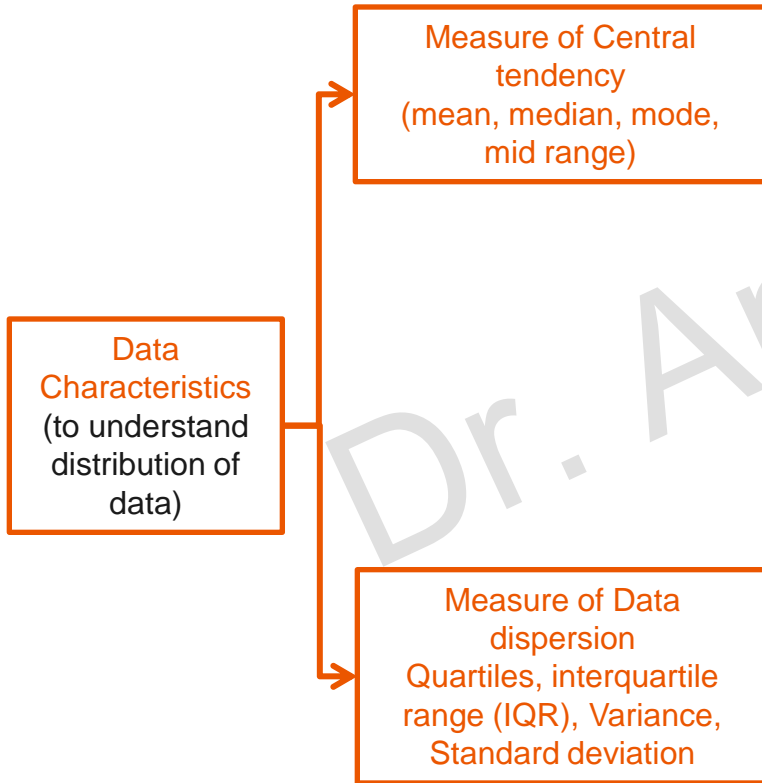 Measure of Central
tendency
(mean, median, mode,
mid range)
Data
Characteristics
(to understand
distribution of
data)
Dr.
Measure of Data
dispersion
Quartiles, interquartile
range (IQR), Variance,
Standard deviation